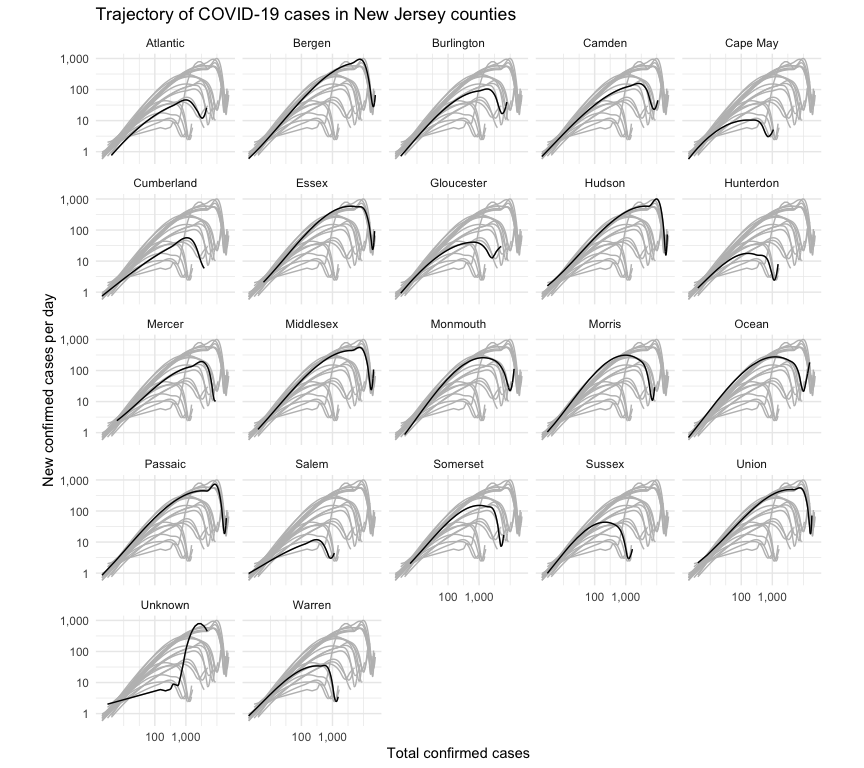 Trajectory of COVID-19 cases in New Jersey counties
Atlantic Bergen Burlington Camden Cape May
1,000
100
10
1
Cumberland Essex Gloucester Hudson Hunterdon
1,000
100
10
1
Mercer Middlesex Monmouth Morris Ocean
1,000
100
10
1
Passaic Salem Somerset Sussex Union
1,000
100
10
1
100 1,000 100 1,000 100 1,000
Unknown Warren
1,000
100
10
1
100 1,000 100 1,000
New confirmed cases per day
Total confirmed cases